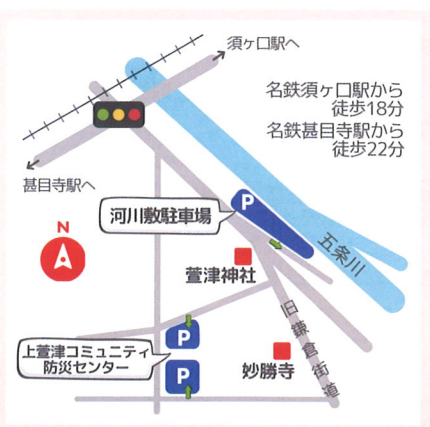 須ヶ口駅へ
名鉄須ヶ口駅から
徒歩18分
名鉄甚目寺駅から
徒歩22分
甚目寺駅へ
河川敷駐車場
P
五条川
N
萱津神社
旧鎌倉街道
P
上萱津コミュニティ
防災センター
P
妙勝寺